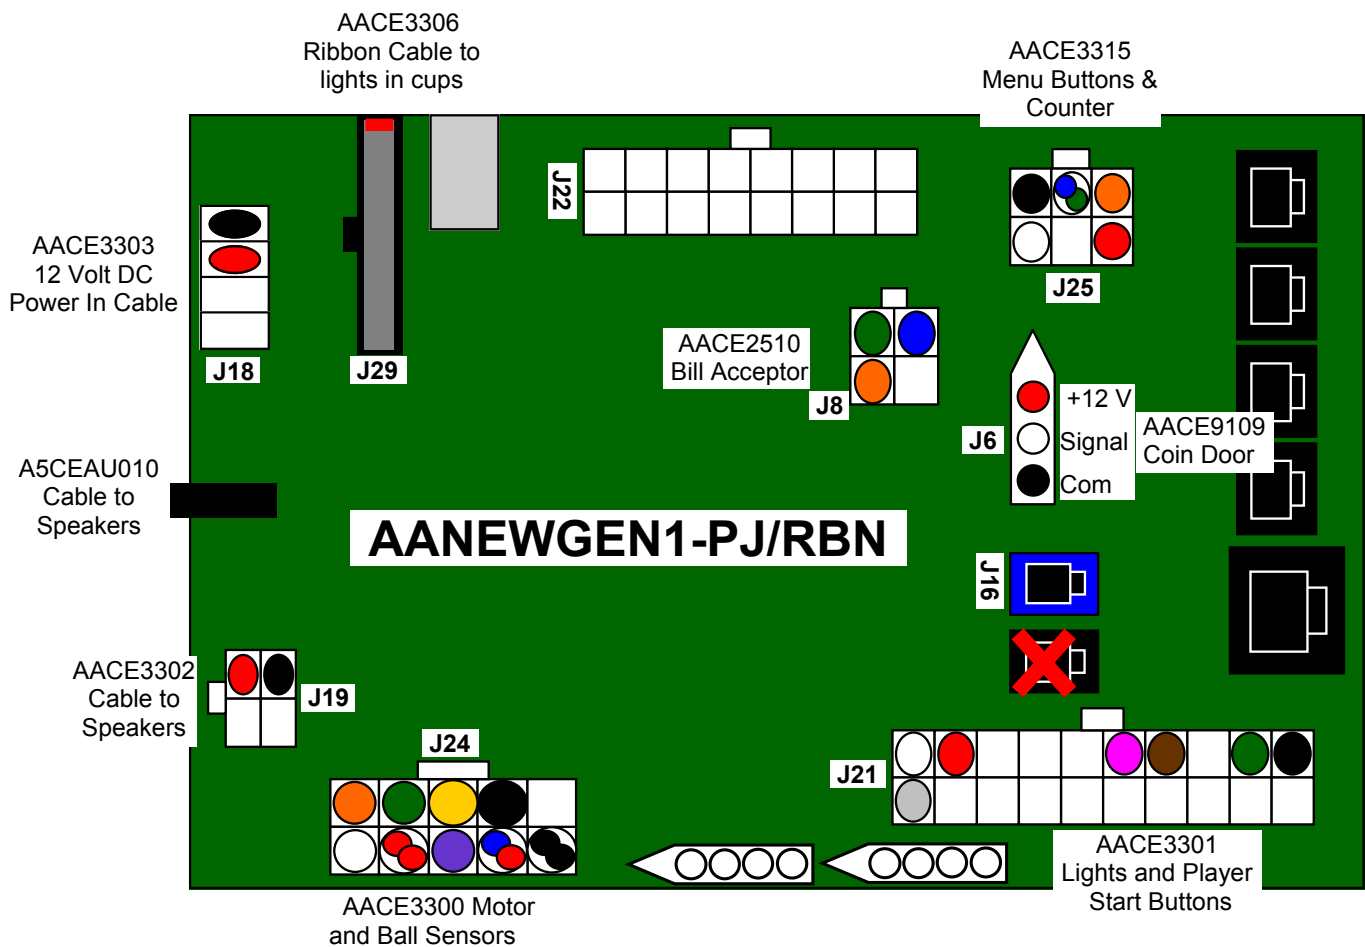 AACE3306
Ribbon Cable to
lights in cups
AACE3315
Menu Buttons &
Counter
J22
AACE3303
12 Volt DC
Power In Cable
J18
J29
J25
AACE2510
Bill Acceptor
J8
+12 V
J6
Signal
Com
AACE9109
Coin Door
A5CEAU010
Cable to
Speakers
AANEWGEN1-PJ/RBN
J16
AACE3302
Cable to
Speakers
J19
J24
J21
AACE3301
Lights and Player
Start Buttons
AACE3300 Motor
and Ball Sensors